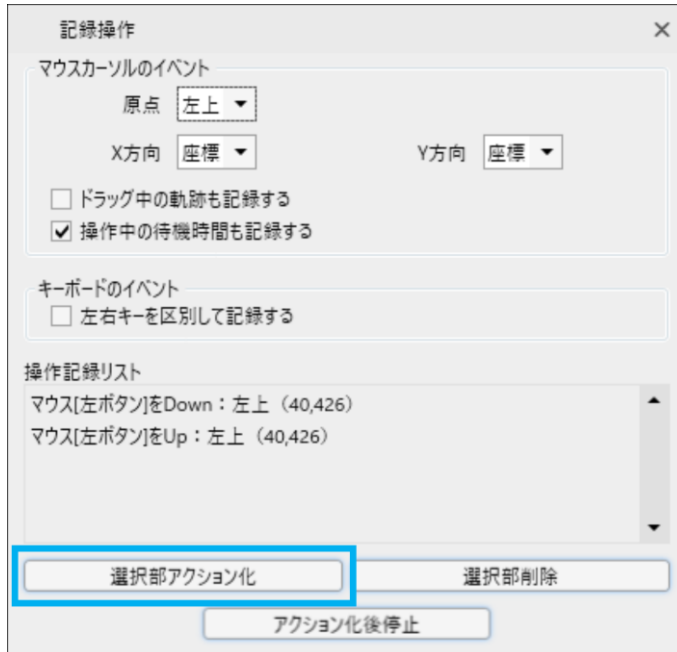 記録操作
マウスカーソルのイベント
原点 左上
X方向 座標 Y方向 座標
ドラッグ中の軌跡も記録する
操作中の待機時間も記録する
キーボードのイベント
左右キーを区別して記録する
操作記録リスト
マウス[左ボタン]をDown：左上（40,426）
マウス[左ボタン]をUp：左上（40,426）
選択部アクション化 選択部削除
アクション化後停止